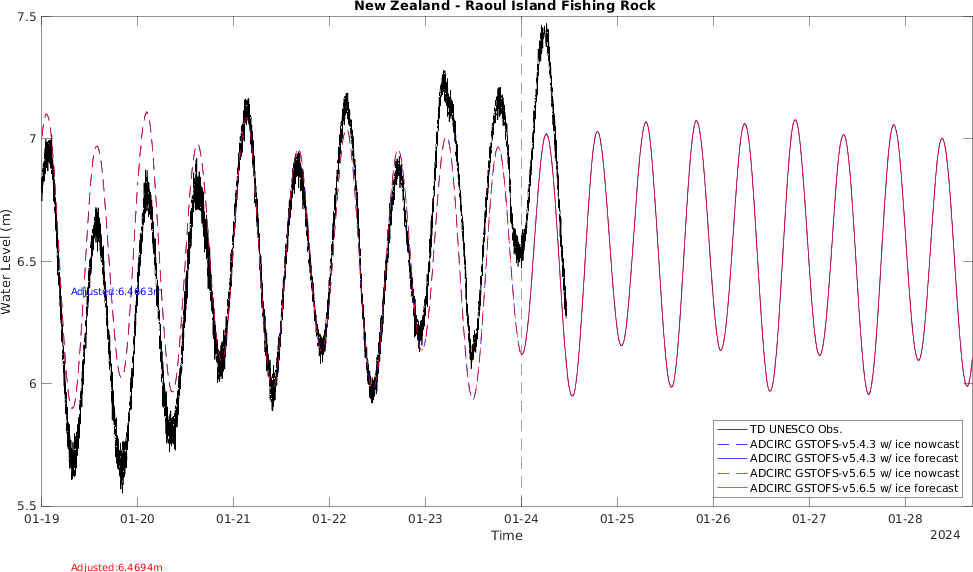 New Zealand - Raoul Island Fishing Rock
7.5
7
6.5
6
5.5
Water Level (m)
Adjusted:6.4663m
TD UNESCO Obs.
ADCIRC GSTOFS-v5.4.3 w/ ice nowcast
ADCIRC GSTOFS-v5.4.3 w/ ice forecast
ADCIRC GSTOFS-v5.6.5 w/ ice nowcast
ADCIRC GSTOFS-v5.6.5 w/ ice forecast
01-19 01-20 01-21 01-22 01-23 01-24 01-25 01-26 01-27 01-28
Time
2024
Adjusted:6.4694m